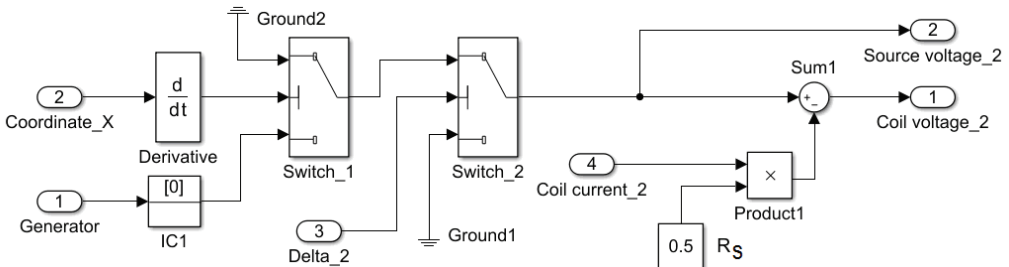 Ground2
2
Source voltage_2
Sum1
d
dt
2
Coordinate_X
Derivative
+
-
1
Coil voltage_2
Switch_1
Switch_2
4
Coil current_2
×
Product1
[0]
1
Generator
IC1
3
Delta_2
Ground1
0.5
RS